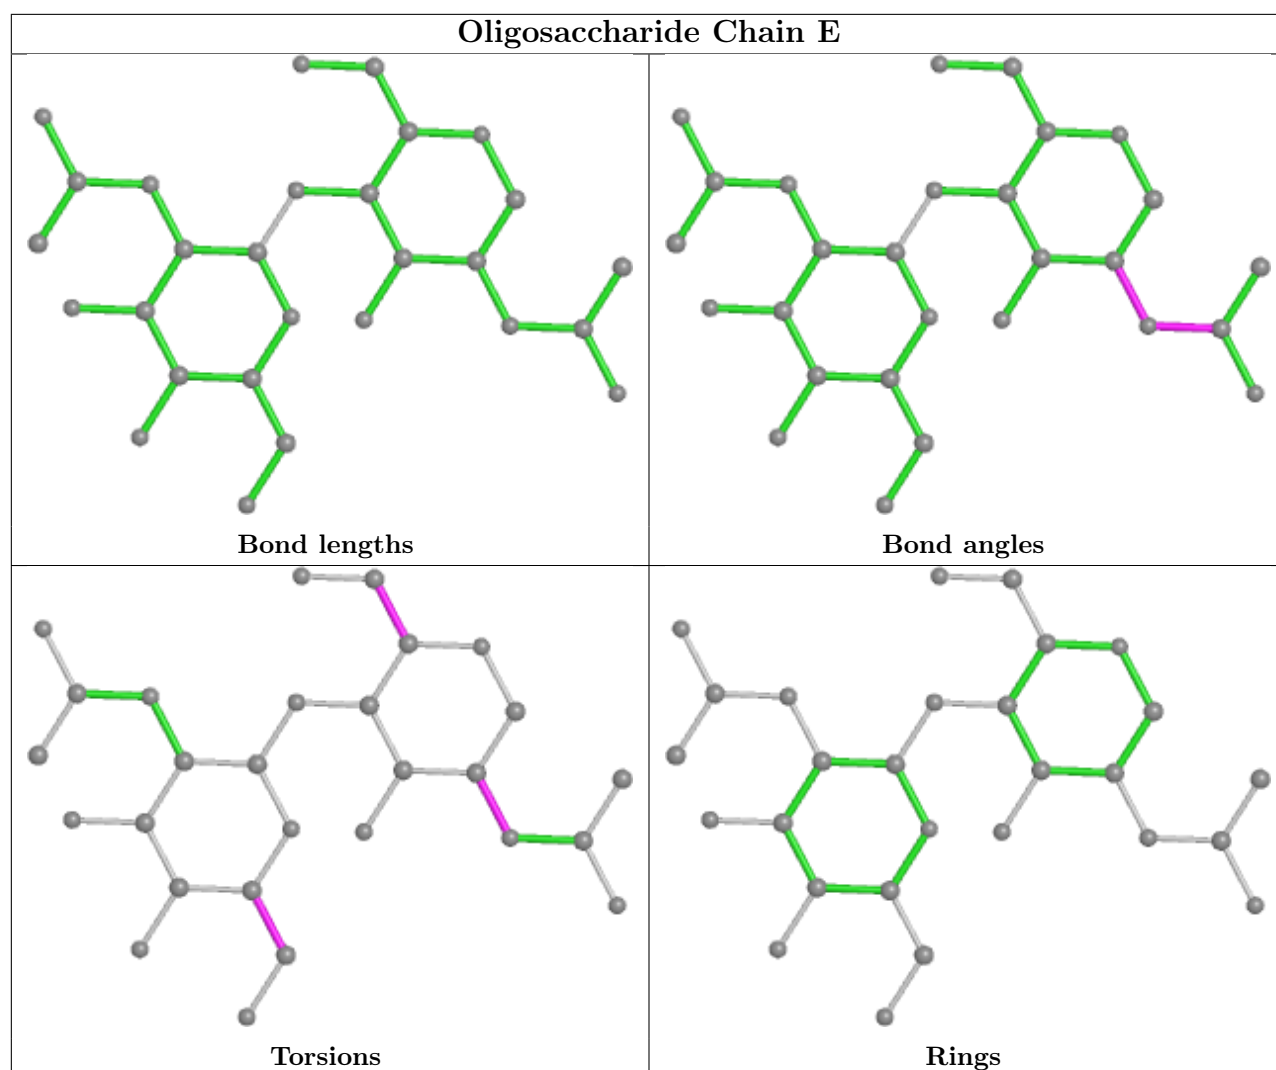 Oligosaccharide Chain E
Bond lengths
Bond angles
Torsions
Rings